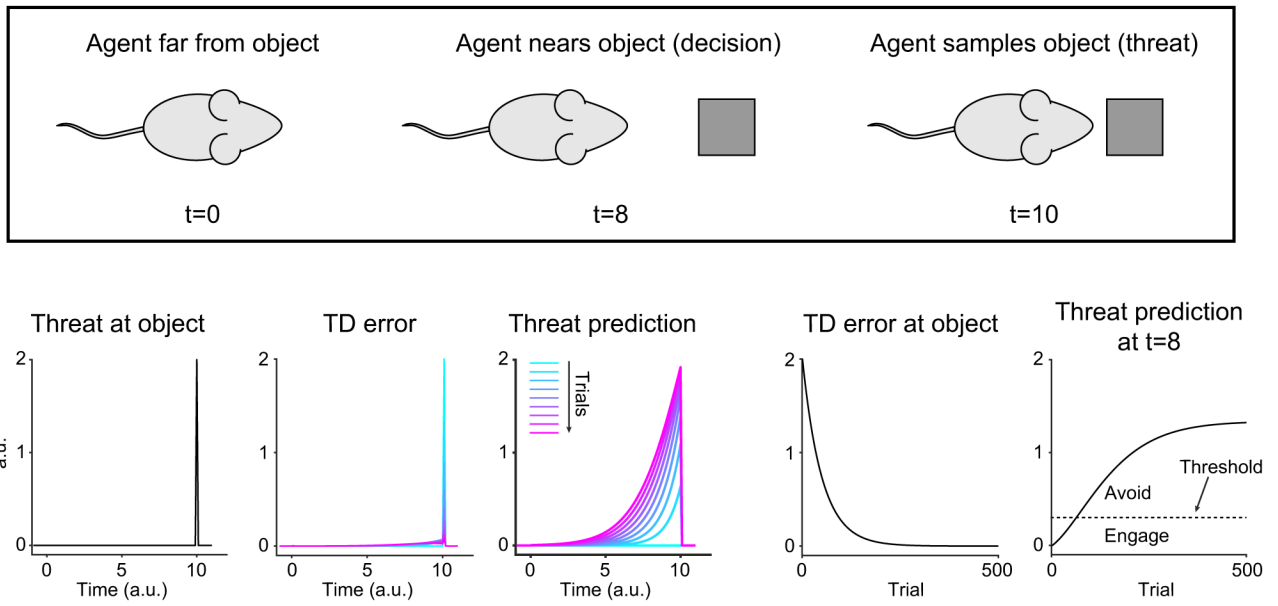 Agent far from object
Agent nears object (decision)
Agent samples object (threat)
t=0
t=8
t=10
Threat at object
2
1
0
a.u.
0
5
10
Time (a.u.)
TD error
2
1
0
0
5
10
Time (a.u.)
Threat prediction
2
1
0
Trials
0
5
10
Time (a.u.)
TD error at object
2
1
0
0
500
Trial
Threat prediction
at t=8
2
1
0
Threshold
Avoid
Engage
0
500
Trial